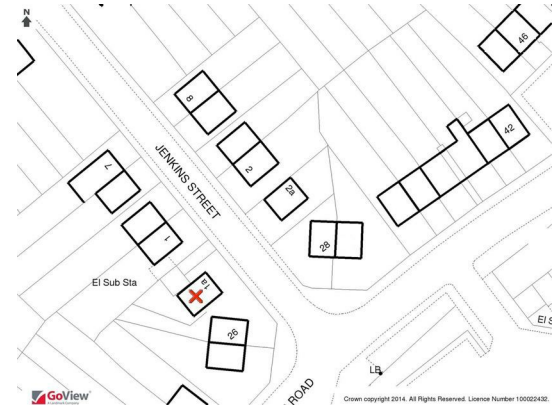 N
46
8
42
JENKINS STREET
2
7
2a
1
28
El Sub Sta
1a
26
El S
LB
ROAD
GoView
Crown copyright 2014. All Rights Reserved. Licence Number 100022432.